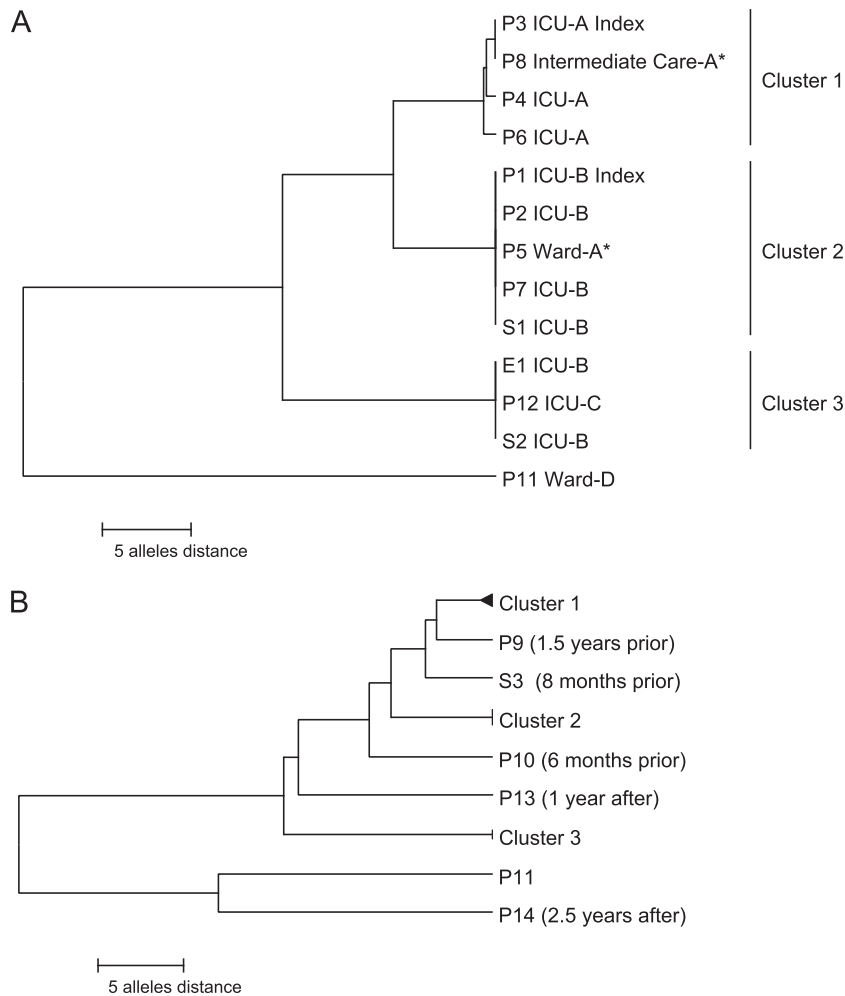 A
P3 ICU-A Index
P8 Intermediate Care-A*
Cluster 1
P4 ICU-A
P6 ICU-A
P1 ICU-B Index
P2 ICU-B
P5 Ward-A*
Cluster 2
P7 ICU-B
S1 ICU-B
E1 ICU-B
P12 ICU-C
Cluster 3
S2 ICU-B
P11 Ward-D
5 alleles distance
B
Cluster 1
P9 (1.5 years prior)
S3 (8 months prior)
Cluster 2
P10 (6 months prior)
P13 (1 year after)
Cluster 3
P11
P14 (2.5 years after)
5 alleles distance